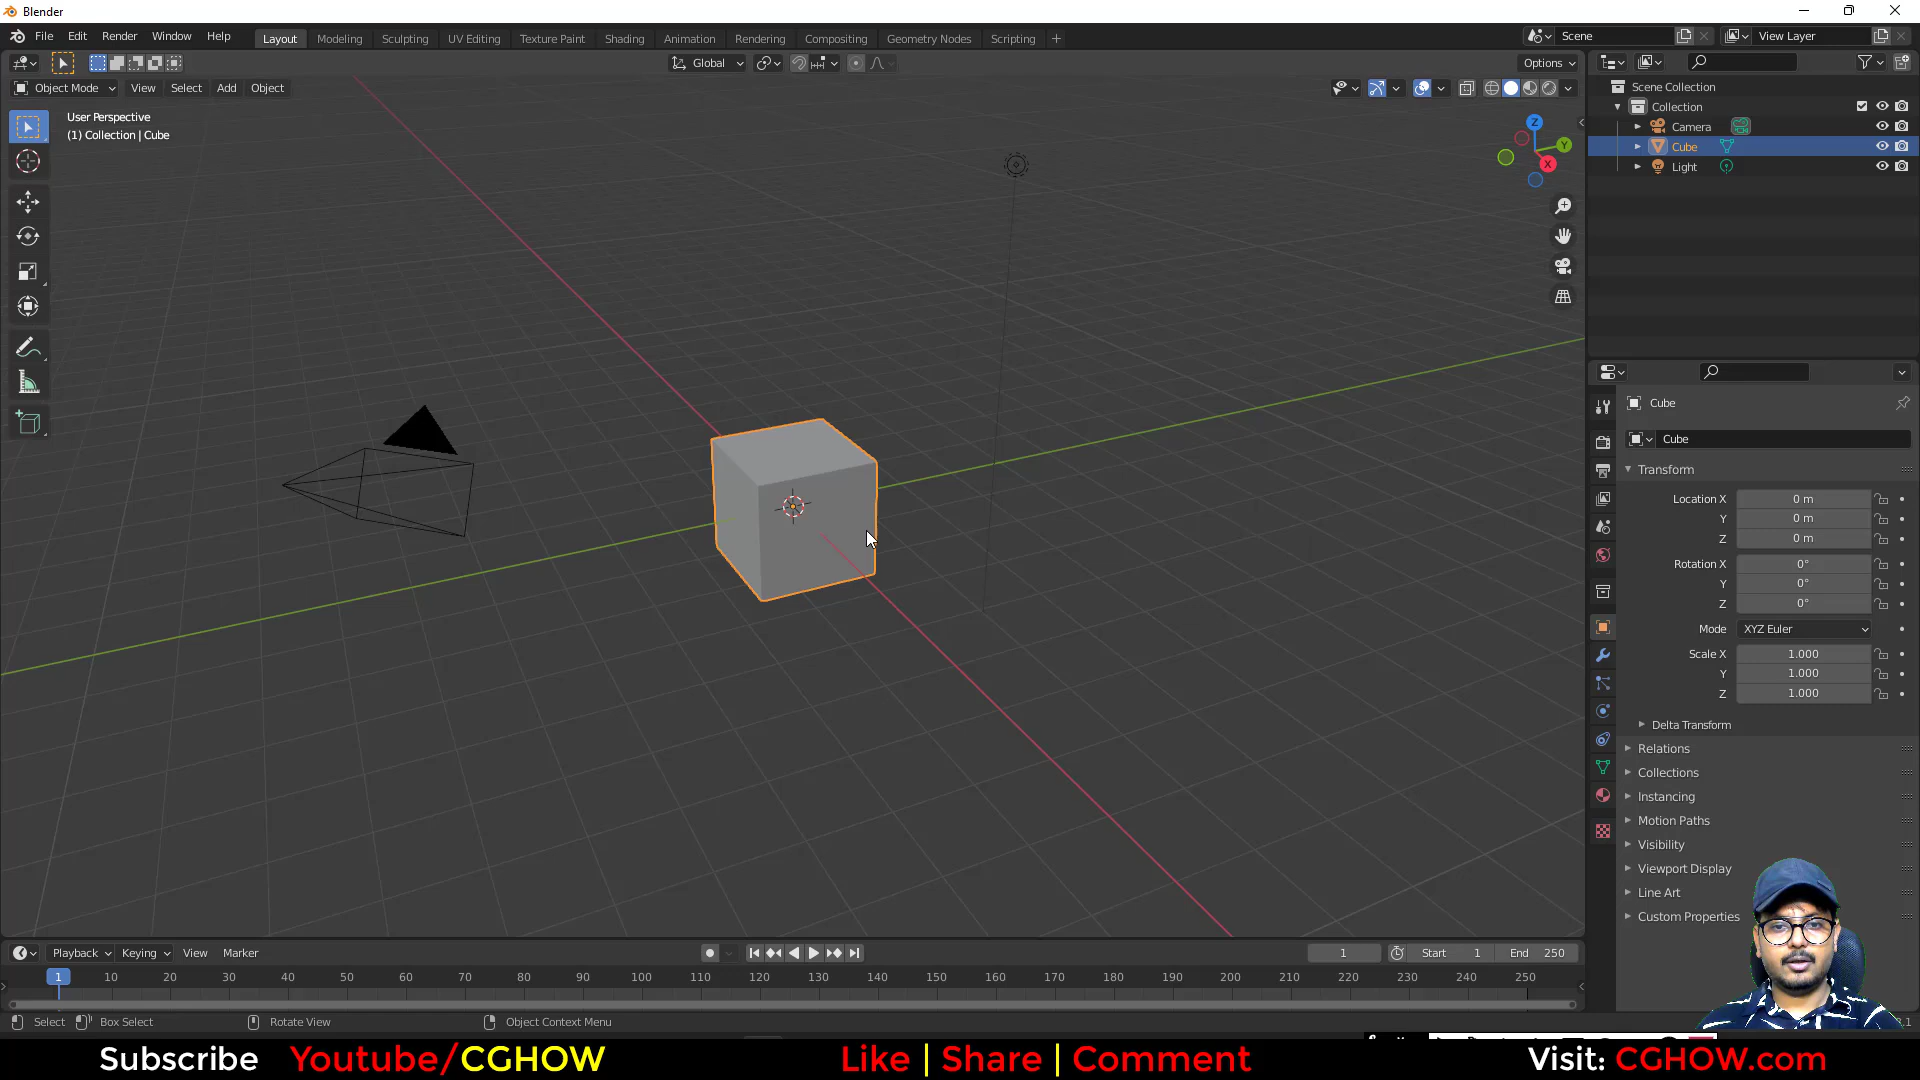 Blender
File Edit Render Window Help Layout Modeling Sculpting UV Editing Texture Paint Shading Animation Rendering Compositing Geometry Nodes Scripting + Scene View Layer
Global Options
Object Mode View Select Add Object
User Perspective
(1) Collection | Cube
Z
Y
X
Scene Collection
Collection
Camera
Cube
Light
Cube
Cube
Transform
Location X 0 m
Y 0 m
Z 0 m
Rotation X 0°
Y 0°
Z 0°
Mode XYZ Euler
Scale X 1.000
Y 1.000
Z 1.000
Delta Transform
Relations
Collections
Instancing
Motion Paths
Visibility
Viewport Display
Line Art
Custom Properties
Playback Keying View Marker 1 Start 1 End 250
1 10 20 30 40 50 60 70 80 90 100 110 120 130 140 150 160 170 180 190 200 210 220 230 240 250
Select Box Select Rotate View Object Context Menu
Subscribe Youtube/CGHOW Like | Share | Comment Visit: CGHOW.com